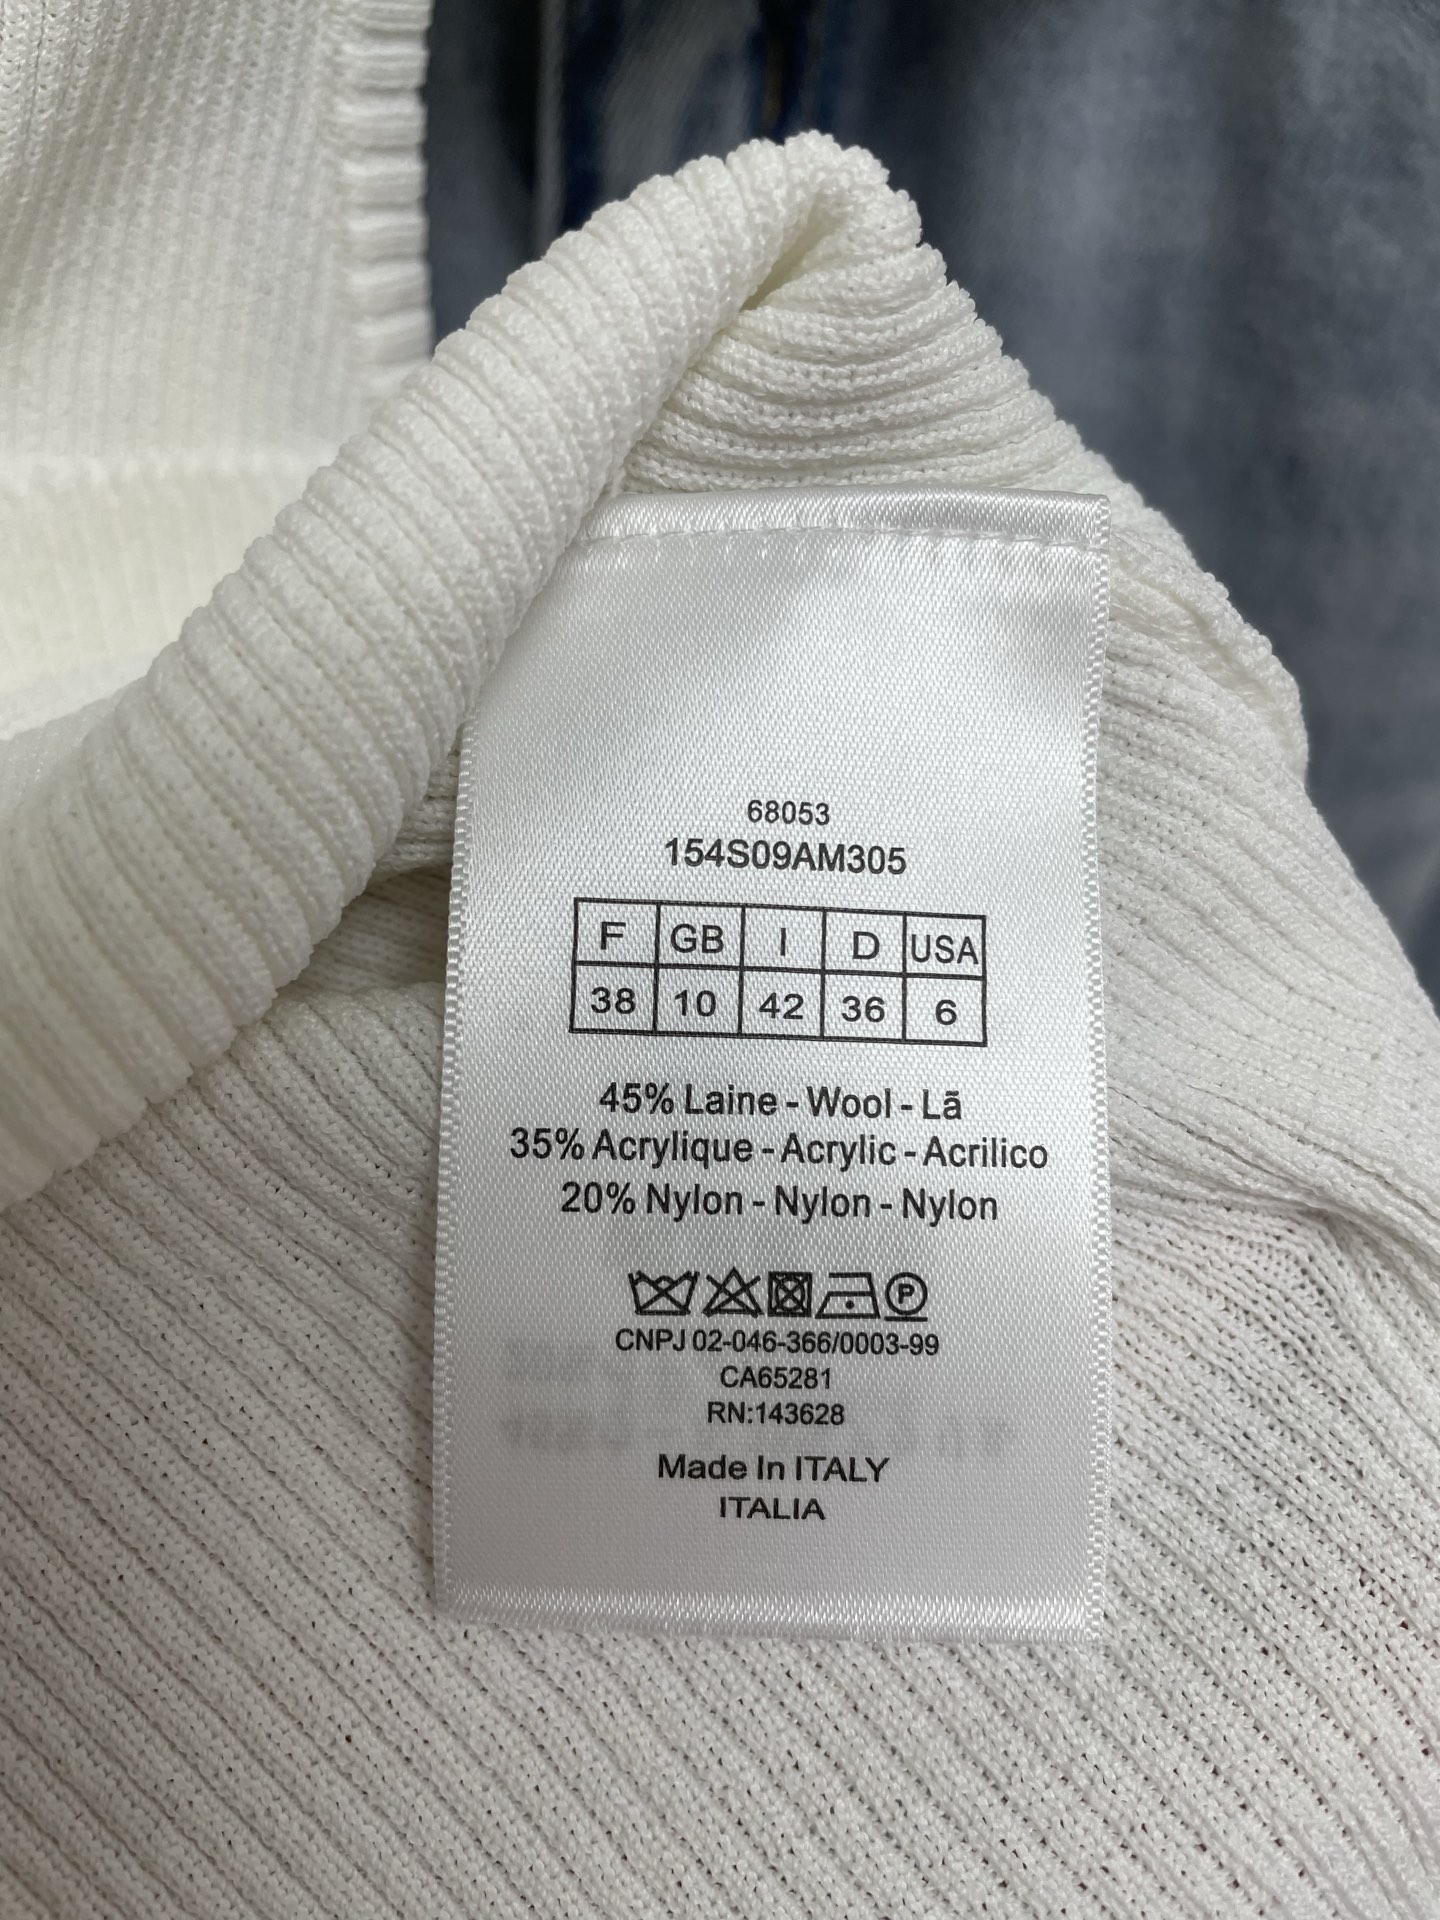 68053
154S09AM305
F GB I D USA
38 10 42 36 6
45% Laine - Wool - Lã
35% Acrylique - Acrylic - Acrilico
20% Nylon - Nylon - Nylon
P
CNPJ 02-046-366/0003-99
CA65281
RN:143628
Made In ITALY
ITALIA